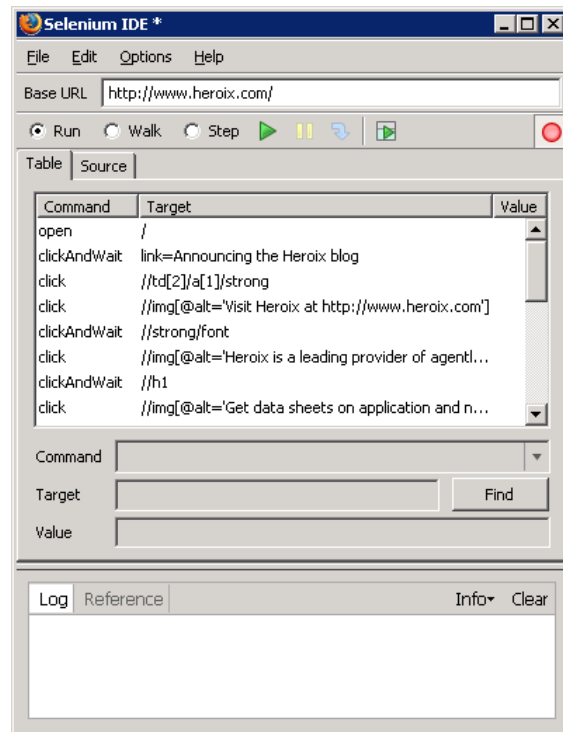 Selenium IDE *
File Edit Options Help
Base URL http://www.heroix.com/
Run Walk Step
Table Source
Command Target Value
open /
clickAndWait link=Announcing the Heroix blog
click //td[2]/a[1]/strong
click //img[@alt='Visit Heroix at http://www.heroix.com']
clickAndWait //strong/font
click //img[@alt='Heroix is a leading provider of agentl...
clickAndWait //h1
click //img[@alt='Get data sheets on application and n...
Command
Target Find
Value
Log Reference Info Clear